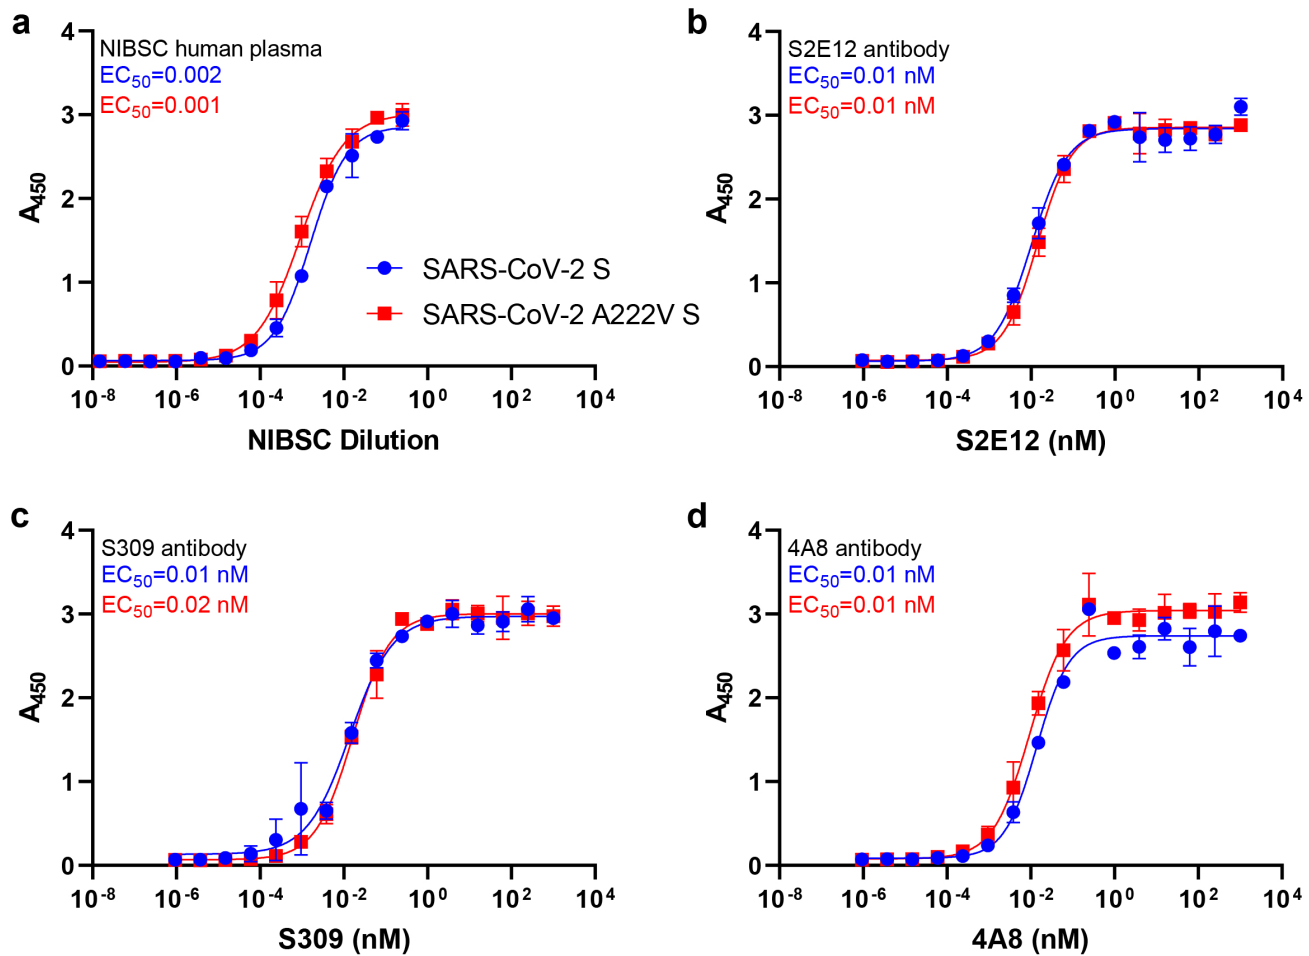 a
NIBSC human plasma
EC50=0.002
EC50=0.001
4
3
2
1
0
A450
SARS-CoV-2 S
SARS-CoV-2 A222V S
10-8 10-6 10-4 10-2 100 102 104
NIBSC Dilution
b
S2E12 antibody
EC50=0.01 nM
EC50=0.01 nM
4
3
2
1
0
A450
10-8 10-6 10-4 10-2 100 102 104
S2E12 (nM)
c
S309 antibody
EC50=0.01 nM
EC50=0.02 nM
4
3
2
1
0
A450
10-8 10-6 10-4 10-2 100 102 104
S309 (nM)
d
4A8 antibody
EC50=0.01 nM
EC50=0.01 nM
4
3
2
1
0
A450
10-8 10-6 10-4 10-2 100 102 104
4A8 (nM)